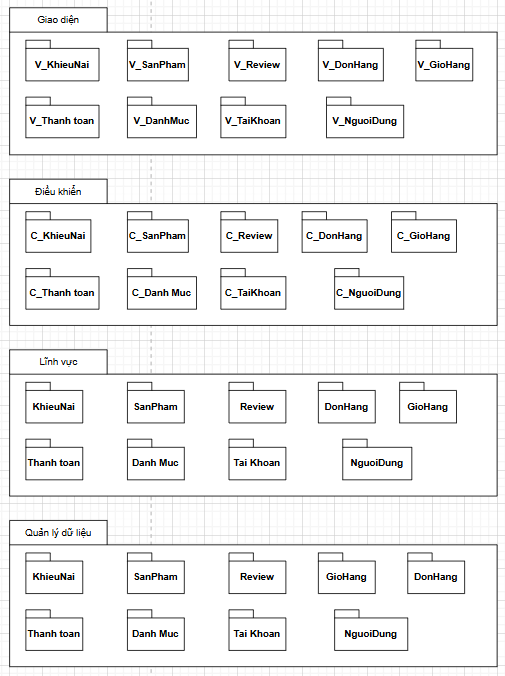 Giao diện
V_KhieuNai V_SanPham V_Review V_DonHang V_GioHang
V_Thanh toan V_DanhMuc V_TaiKhoan V_NguoiDung
Điều khiển
C_KhieuNai C_SanPham C_Review C_DonHang C_GioHang
C_Thanh toan C_Danh Muc C_TaiKhoan C_NguoiDung
Lĩnh vực
KhieuNai SanPham Review DonHang GioHang
Thanh toan Danh Muc Tai Khoan NguoiDung
Quản lý dữ liệu
KhieuNai SanPham Review GioHang DonHang
Thanh toan Danh Muc Tai Khoan NguoiDung